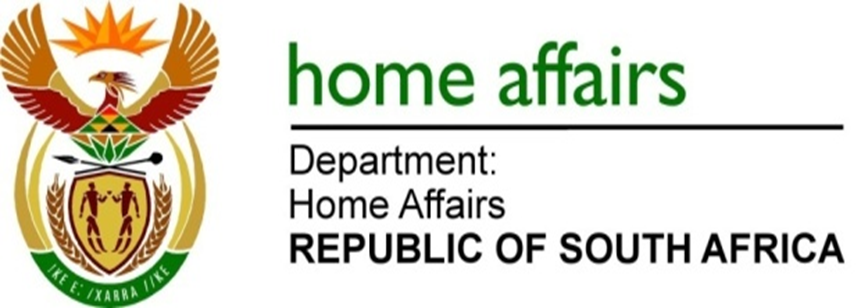 home affairs
Department:
Home Affairs
REPUBLIC OF SOUTH AFRICA
!KE E: /XARRA //KE